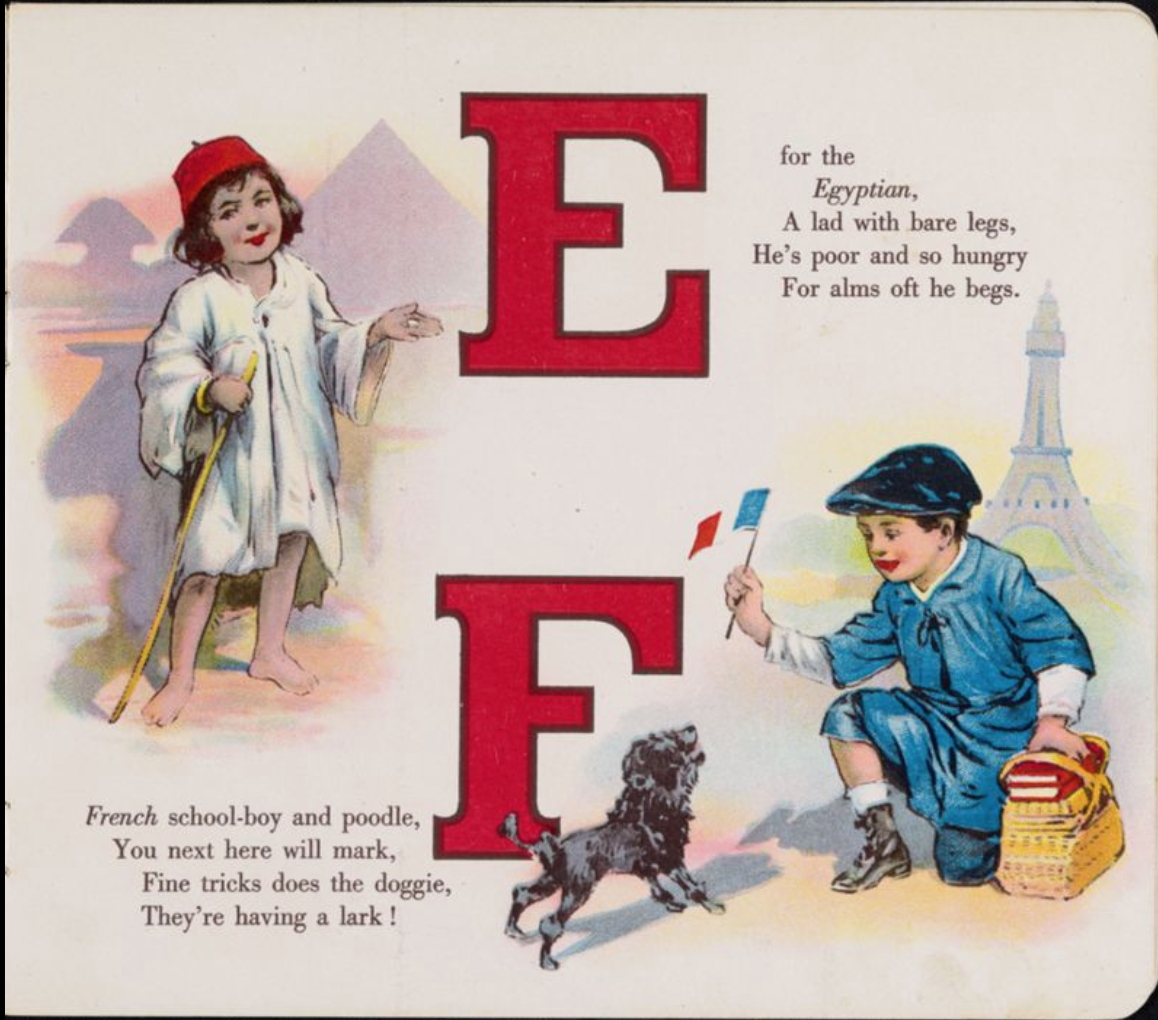 E
for the
Egyptian,
A lad with bare legs,
He's poor and so hungry
For alms oft he begs.
F
French school-boy and poodle,
You next here will mark,
Fine tricks does the doggie,
They're having a lark !